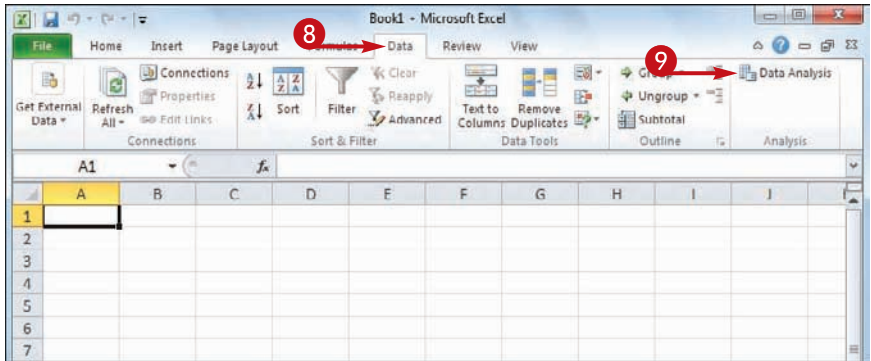 Book1 - Microsoft Excel
File Home Insert Page Layout 8 Formulas Data Review View
Get External Data
Refresh All
Connections
Properties
Edit Links
Connections
Sort
Filter
Clear
Reapply
Advanced
Sort & Filter
Text to Columns
Remove Duplicates
Data Tools
9
Group
Ungroup
Subtotal
Outline
Data Analysis
Analysis
A1 fx
A B C D E F G H I J
1
2
3
4
5
6
7